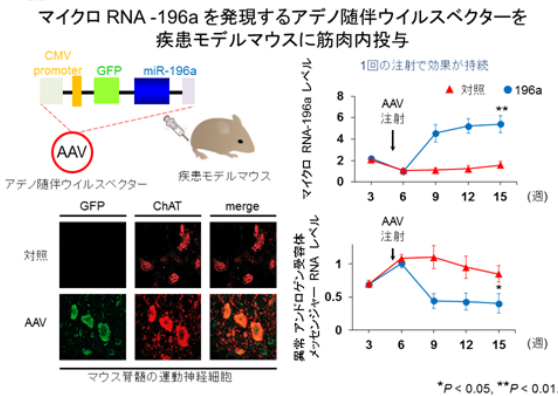 マイクロ RNA -196a を発現するアデノ随伴ウイルスベクターを
疾患モデルマウスに筋肉内投与
CMV
promoter
GFP
miR-196a
AAV
アデノ随伴ウイルスベクター
疾患モデルマウス
GFP
ChAT
merge
対照
AAV
マウス脊髄の運動神経細胞
1回の注射で効果が持続
対照
196a
マイクロ RNA-196a レベル
8
6
4
2
0
AAV
注射
**
3
6
9
12
15
(週)
異常アンドロゲン受容体
メッセンジャー RNA レベル
1
0.5
0
AAV
注射
*
3
6
9
12
15
(週)
*P < 0.05, **P < 0.01.